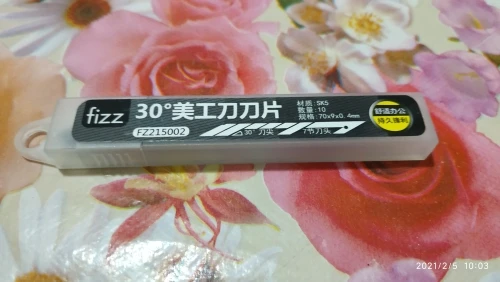 fizz
30°美工刀刀片
FZ215002
30°刀尖
7节刀头
材质:SK5
数量:10
规格:70x9x0.4mm
舒适办公
持久锋利
2021/2/5 10:03